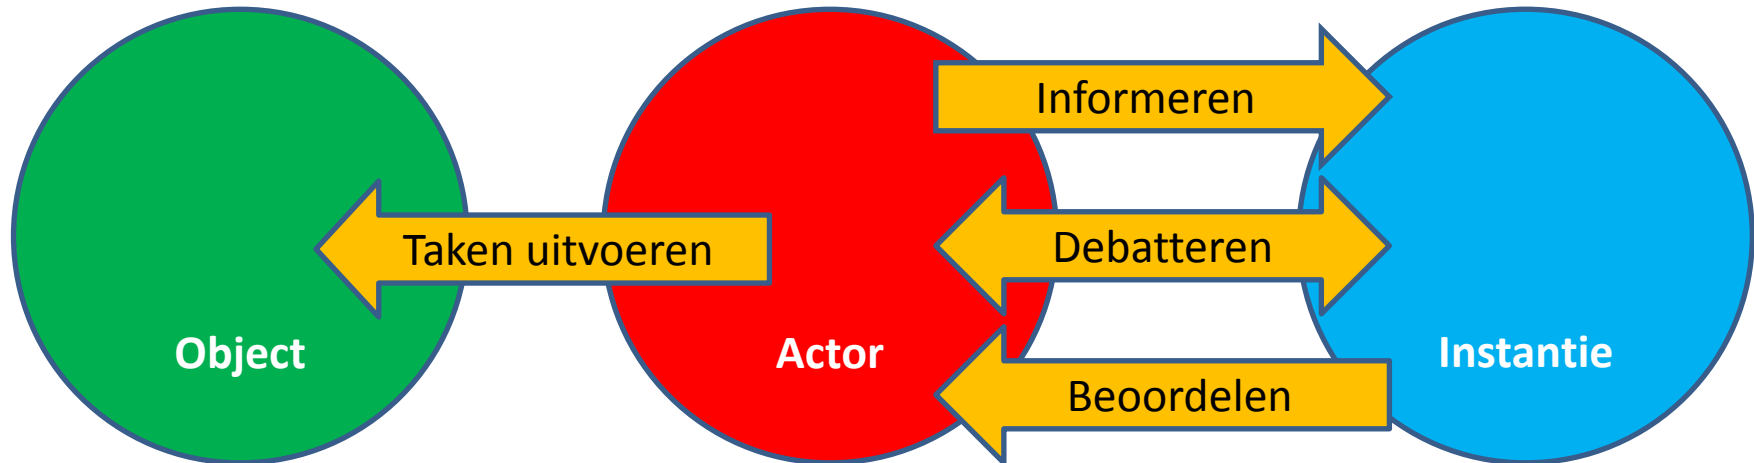 Informeren
Taken uitvoeren
Debatteren
Object
Actor
Instantie
Beoordelen